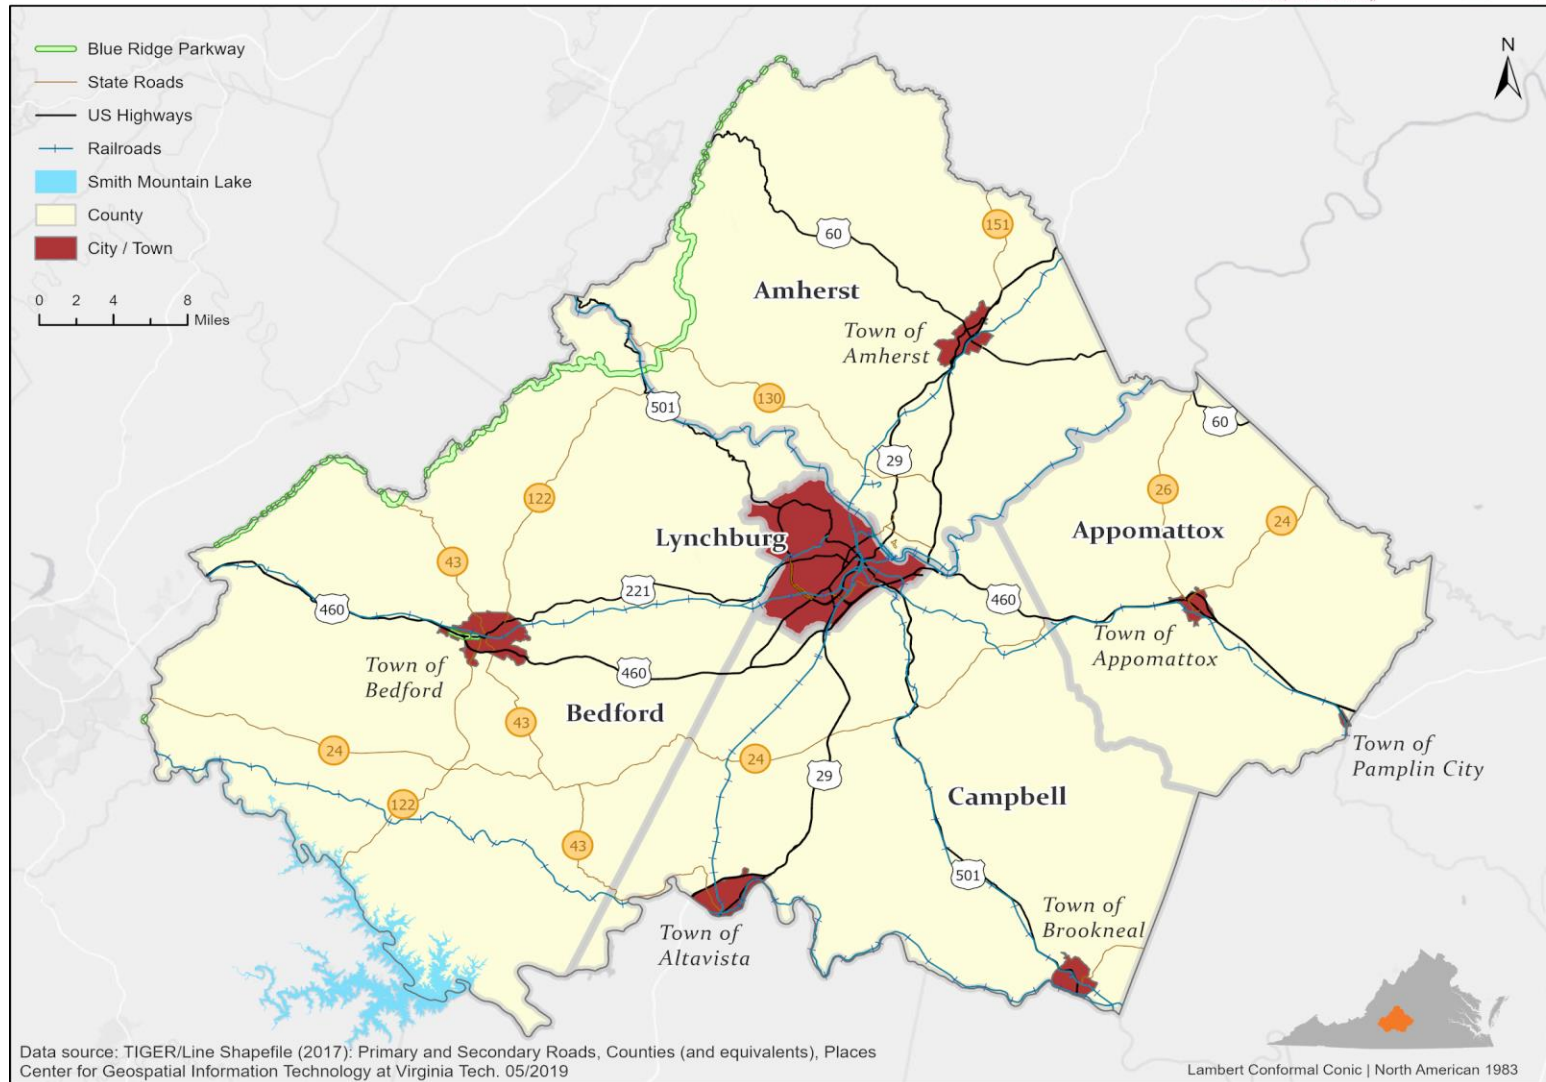 Blue Ridge Parkway
State Roads
US Highways
Railroads
Smith Mountain Lake
County
City / Town
0 2 4 8
Miles
N
151
60
Amherst
Town of
Amherst
501
130
60
29
122
26
24
Lynchburg
Appomattox
43
221
460
460
Town of
Appomattox
Town of
Bedford
460
Bedford
43
24
24
29
Town of
Pamplin City
122
Campbell
43
501
Town of
Brookneal
Town of
Altavista
Data source: TIGER/Line Shapefile (2017): Primary and Secondary Roads, Counties (and equivalents), Places
Center for Geospatial Information Technology at Virginia Tech. 05/2019
Lambert Conformal Conic | North American 1983